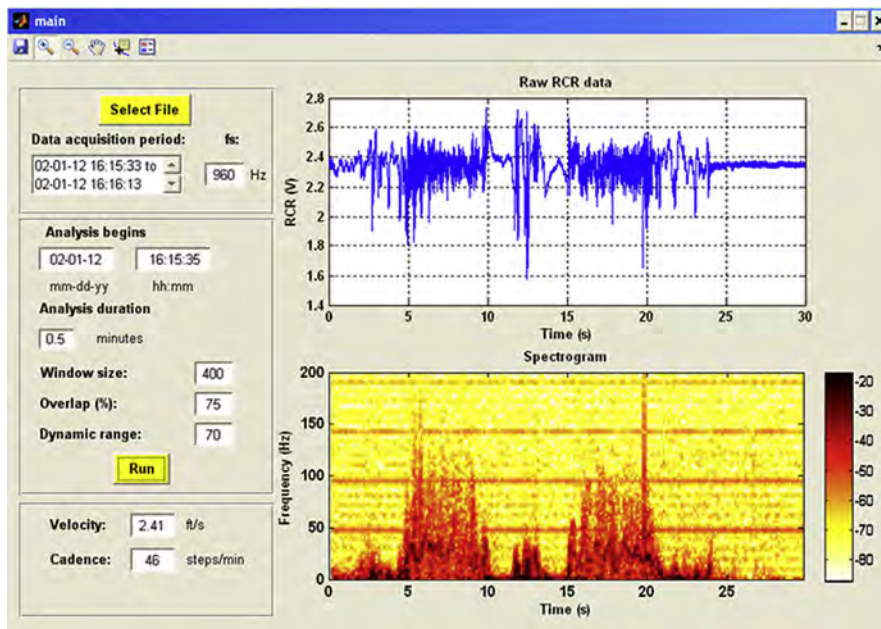 main
Select File
Data acquisition period: fs:
02-01-12 16:15:33 to
02-01-12 16:16:13
960 Hz
Analysis begins
02-01-12 16:15:35
mm-dd-yy hh:mm
Analysis duration
0.5 minutes
Window size: 400
Overlap (%): 75
Dynamic range: 70
Run
Velocity: 2.41 ft/s
Cadence: 46 steps/min
Raw RCR data
2.8
2.6
2.4
2.2
2
1.8
1.6
1.4
RCR (V)
0 5 10 15 20 25 30
Time (s)
Spectrogram
200
150
100
50
0
Frequency (Hz)
0 5 10 15 20 25
Time (s)
-20
-30
-40
-50
-60
-70
-80